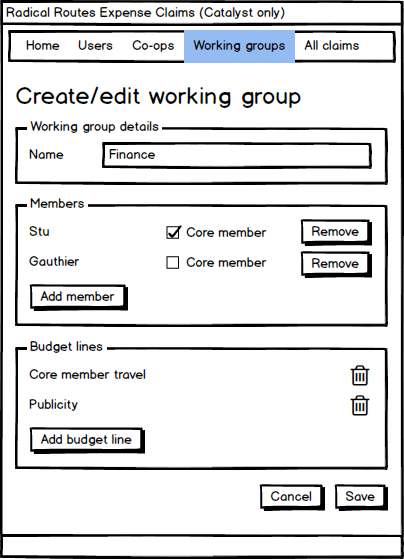 Radical Routes Expense Claims (Catalyst only)
Home Users Co-ops Working groups All claims
Create/edit working group
Working group details
Name Finance
Members
Stu Core member Remove
Gauthier Core member Remove
Add member
Budget lines
Core member travel
Publicity
Add budget line
Cancel Save